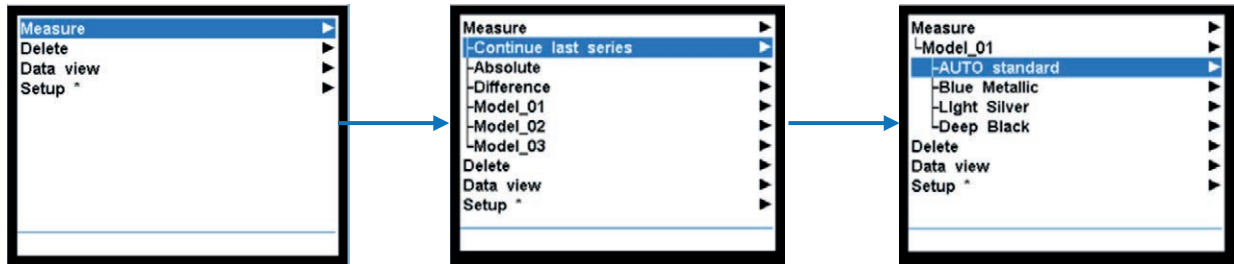 Measure
Delete
Data view
Setup *
Measure
Continue last series
Absolute
Difference
Model_01
Model_02
Model_03
Delete
Data view
Setup *
Measure
Model_01
AUTO standard
Blue Metallic
LIght Silver
Deep Black
Delete
Data view
Setup *